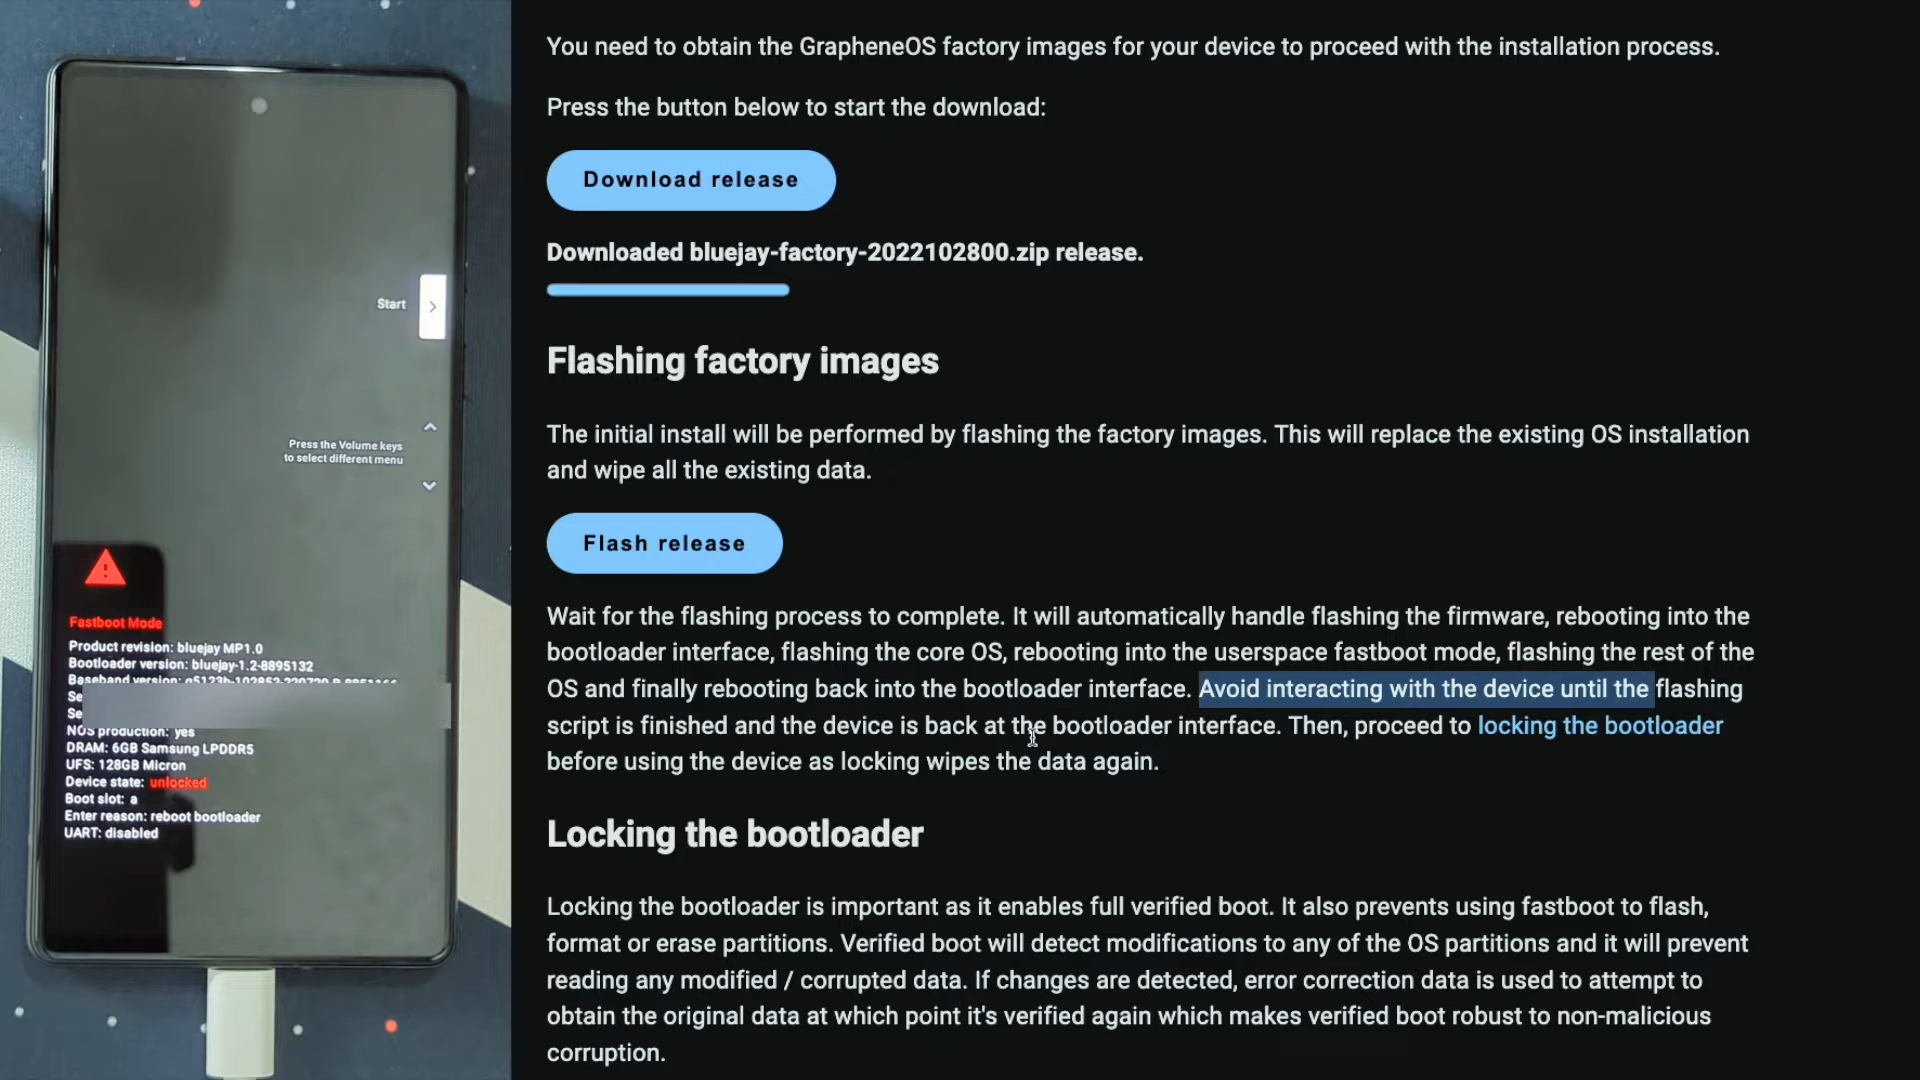 Start
Press the Volume keys
to select different menu
Fastboot Mode
Product revision: bluejay MP1.0
Bootloader version: bluejay-1.2-8895132
Baseband version:
Se
Se
NOS production: yes
DRAM: 6GB Samsung LPDDR5
UFS: 128GB Micron
Device state: unlocked
Boot slot: a
Enter reason: reboot bootloader
UART: disabled
You need to obtain the GrapheneOS factory images for your device to proceed with the installation process.
Press the button below to start the download:
Download release
Downloaded bluejay-factory-2022102800.zip release.
Flashing factory images
The initial install will be performed by flashing the factory images. This will replace the existing OS installation
and wipe all the existing data.
Flash release
Wait for the flashing process to complete. It will automatically handle flashing the firmware, rebooting into the
bootloader interface, flashing the core OS, rebooting into the userspace fastboot mode, flashing the rest of the
OS and finally rebooting back into the bootloader interface. Avoid interacting with the device until the flashing
script is finished and the device is back at the bootloader interface. Then, proceed to locking the bootloader
before using the device as locking wipes the data again.
Locking the bootloader
Locking the bootloader is important as it enables full verified boot. It also prevents using fastboot to flash,
format or erase partitions. Verified boot will detect modifications to any of the OS partitions and it will prevent
reading any modified / corrupted data. If changes are detected, error correction data is used to attempt to
obtain the original data at which point it's verified again which makes verified boot robust to non-malicious
corruption.